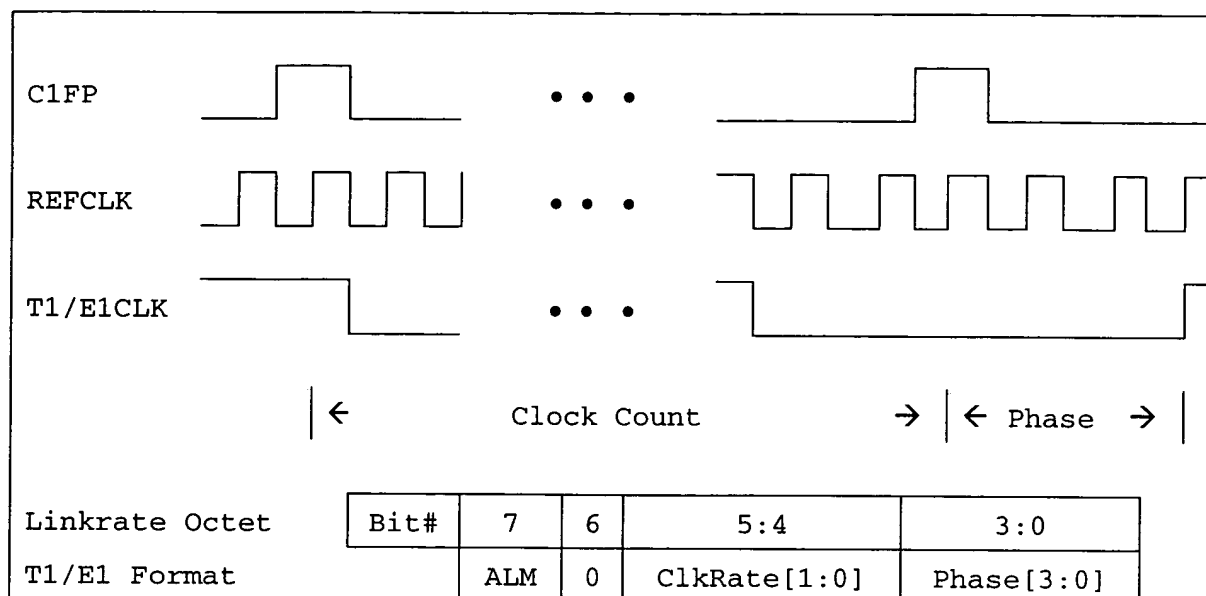 C1FP • • •
REFCLK • • •
T1/E1CLK • • •
|← Clock Count →|← Phase →|
Linkrate Octet Bit# 7 6 5:4 3:0
T1/E1 Format ALM 0 ClkRate[1:0] Phase[3:0]